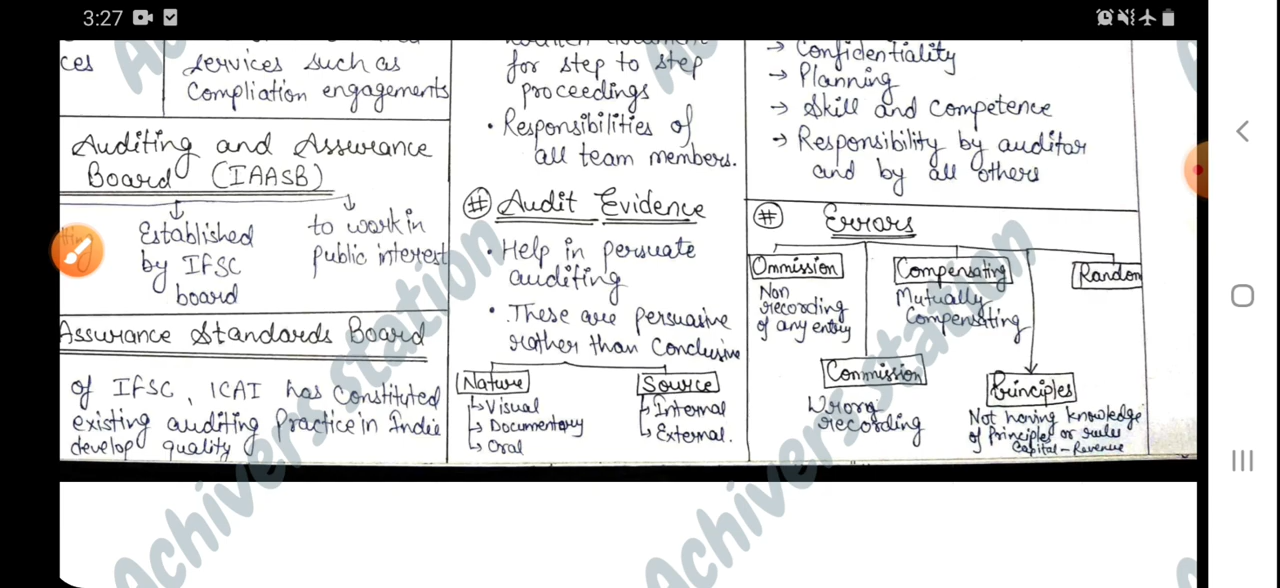 3:27
ces
services such as
Compliation engagements
Auditing and Assurance
Board (IAASB)
Established
by IFSC
board
to work in
public interest
Assurance Standards Board
of IFSC, ICAI has constituted
existing auditing Practice in India
develop quality
for step to step
proceedings
• Responsibilities of
all team members.
# Audit Evidence
• Help in persuate
auditing
• These are persuasive
rather than Conclusive
Nature
→ Visual
→ Documentary
→ Oral
Source
→ Internal
→ External.
→ Confidentiality
→ Planning
→ Skill and competence
→ Responsibility by auditor
and by all others
# Errors
Ommission
Non
recording
of any entry
Compensating
Mutually
Compensating
Random
Commission
Wrong
recording
Principles
Not having knowledge
of Principles or rules
Capital - Revenue
Achivers Station
Achivers Station
Achivers Station